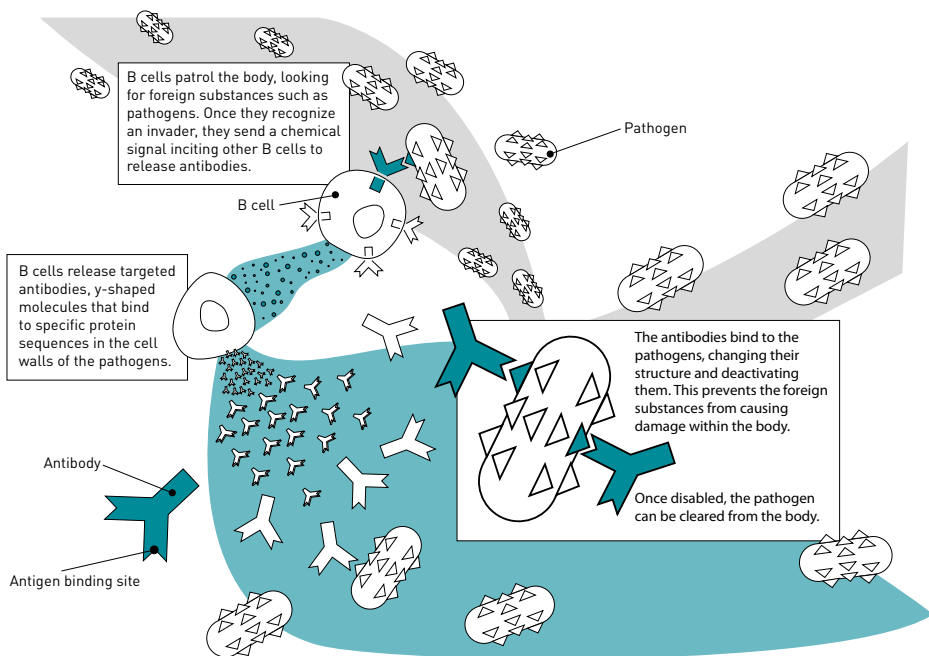 B cells patrol the body, looking
for foreign substances such as
pathogens. Once they recognize
an invader, they send a chemical
signal inciting other B cells to
release antibodies.
Pathogen
B cell
B cells release targeted
antibodies, y-shaped
molecules that bind
to specific protein
sequences in the cell
walls of the pathogens.
The antibodies bind to the
pathogens, changing their
structure and deactivating
them. This prevents the foreign
substances from causing
damage within the body.
Once disabled, the pathogen
can be cleared from the body.
Antibody
Antigen binding site